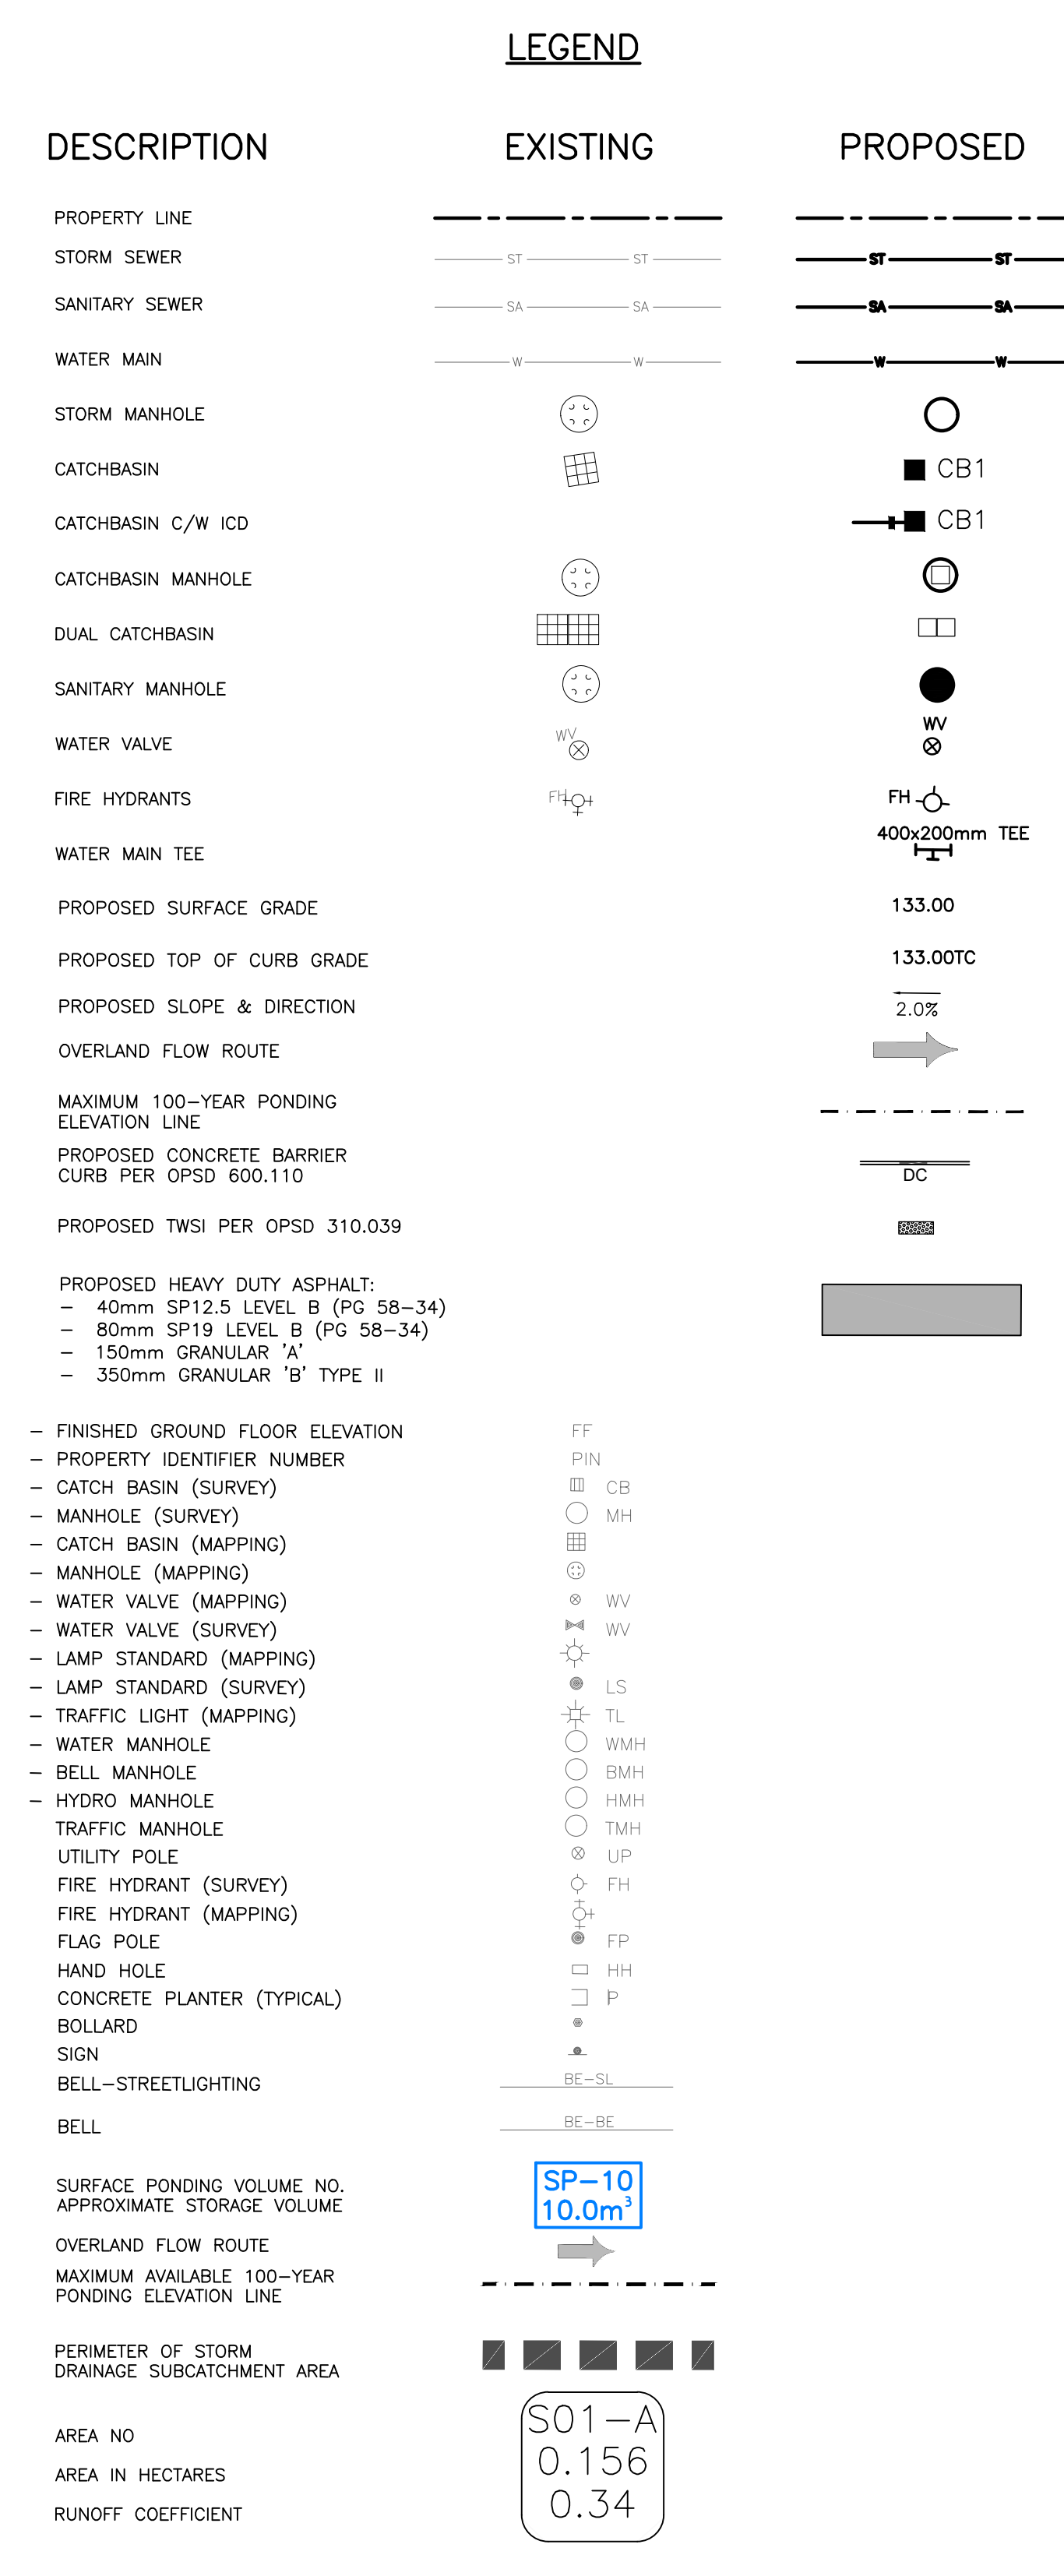 LEGEND
DESCRIPTION EXISTING PROPOSED
PROPERTY LINE
STORM SEWER ST ST ST ST
SANITARY SEWER SA SA SA SA
WATER MAIN W W W W
STORM MANHOLE
CATCHBASIN CB1
CATCHBASIN C/W ICD CB1
CATCHBASIN MANHOLE
DUAL CATCHBASIN
SANITARY MANHOLE
WV
WATER VALVE WV
FIRE HYDRANTS FH FH
400x200mm TEE
WATER MAIN TEE
PROPOSED SURFACE GRADE 133.00
PROPOSED TOP OF CURB GRADE 133.00TC
PROPOSED SLOPE & DIRECTION 2.0%
OVERLAND FLOW ROUTE
MAXIMUM 100-YEAR PONDING
ELEVATION LINE
PROPOSED CONCRETE BARRIER
CURB PER OPSD 600.110 DC
PROPOSED TWSI PER OPSD 310.039
PROPOSED HEAVY DUTY ASPHALT:
- 40mm SP12.5 LEVEL B (PG 58-34)
- 80mm SP19 LEVEL B (PG 58-34)
- 150mm GRANULAR 'A'
- 350mm GRANULAR 'B' TYPE II
- FINISHED GROUND FLOOR ELEVATION FF
- PROPERTY IDENTIFIER NUMBER PIN
- CATCH BASIN (SURVEY) CB
- MANHOLE (SURVEY) MH
- CATCH BASIN (MAPPING)
- MANHOLE (MAPPING)
- WATER VALVE (MAPPING) WV
- WATER VALVE (SURVEY) WV
- LAMP STANDARD (MAPPING)
- LAMP STANDARD (SURVEY) LS
- TRAFFIC LIGHT (MAPPING) TL
- WATER MANHOLE WMH
- BELL MANHOLE BMH
- HYDRO MANHOLE HMH
TRAFFIC MANHOLE TMH
UTILITY POLE UP
FIRE HYDRANT (SURVEY) FH
FIRE HYDRANT (MAPPING)
FLAG POLE FP
HAND HOLE HH
CONCRETE PLANTER (TYPICAL) P
BOLLARD
SIGN
BELL-STREETLIGHTING BE-SL
BELL BE-BE
SURFACE PONDING VOLUME NO. SP-10
APPROXIMATE STORAGE VOLUME 10.0m³
OVERLAND FLOW ROUTE
MAXIMUM AVAILABLE 100-YEAR
PONDING ELEVATION LINE
PERIMETER OF STORM
DRAINAGE SUBCATCHMENT AREA
AREA NO S01-A
AREA IN HECTARES 0.156
RUNOFF COEFFICIENT 0.34